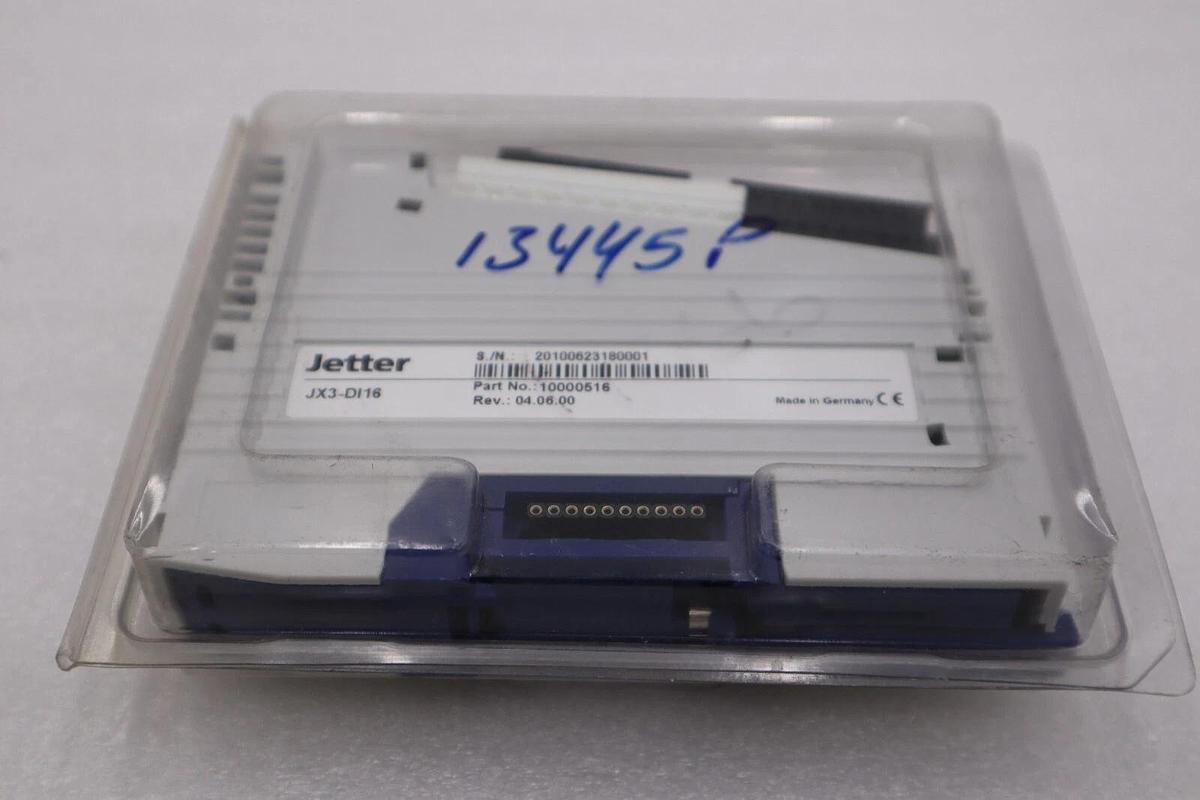 13445P
Jetter
S./N.: 20100623180001
JX3-DI16
Part No.: 10000516
Rev.: 04.06.00
Made in Germany CE